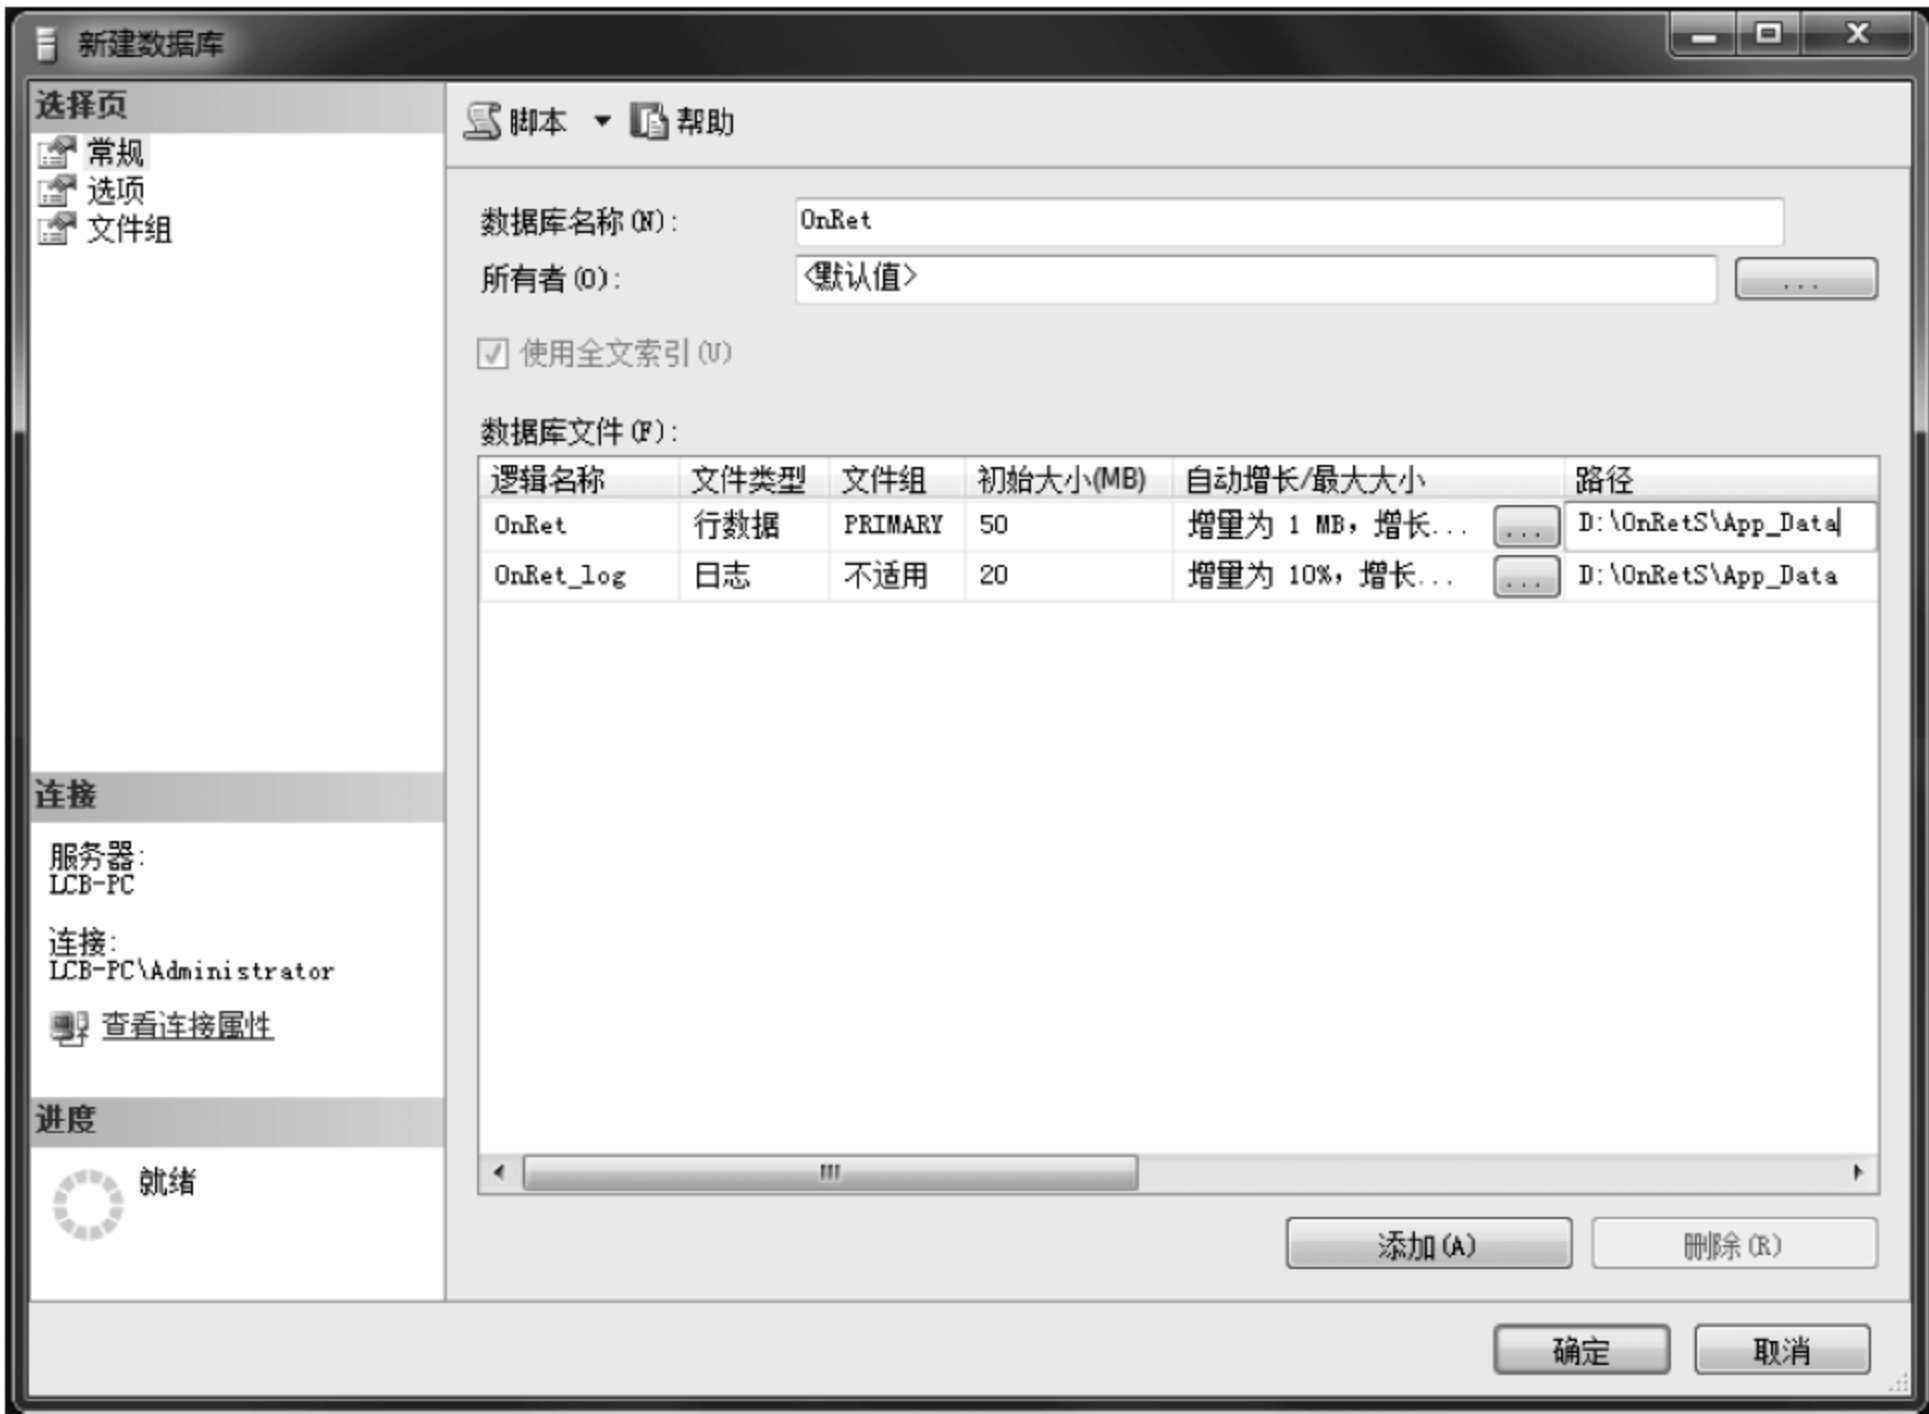 新建数据库
选择页
常规
选项
文件组
脚本 帮助
数据库名称(N): OnRet
所有者(O): <默认值> ...
使用全文索引(U)
数据库文件(F):
逻辑名称 文件类型 文件组 初始大小(MB) 自动增长/最大大小 路径
OnRet 行数据 PRIMARY 50 增量为 1 MB，增长... ... D:\OnRetS\App_Data
OnRet_log 日志 不适用 20 增量为 10%，增长... ... D:\OnRetS\App_Data
连接
服务器:
LCB-PC
连接:
LCB-PC\Administrator
查看连接属性
进度
就绪
添加(A) 删除(R)
确定 取消